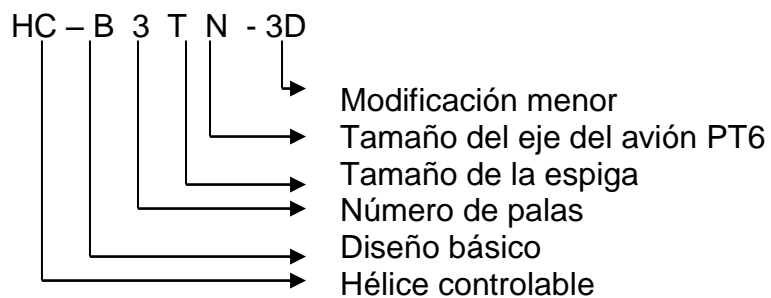 HC – B 3 T N - 3D
Modificación menor
Tamaño del eje del avión PT6
Tamaño de la espiga
Número de palas
Diseño básico
Hélice controlable